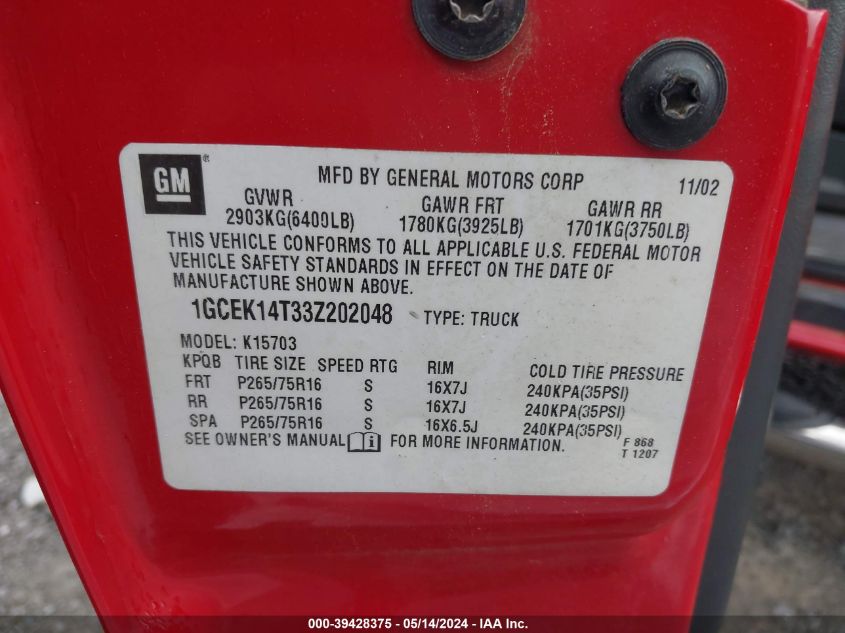 GM ® MFD BY GENERAL MOTORS CORP 11/02
GVWR GAWR FRT GAWR RR
2903KG(6400LB) 1780KG(3925LB) 1701KG(3750LB)
THIS VEHICLE CONFORMS TO ALL APPLICABLE U.S. FEDERAL MOTOR
VEHICLE SAFETY STANDARDS IN EFFECT ON THE DATE OF
MANUFACTURE SHOWN ABOVE.
1GCEK14T33Z202048 TYPE: TRUCK
MODEL: K15703
KPQB TIRE SIZE SPEED RTG RIM COLD TIRE PRESSURE
FRT P265/75R16 S 16X7J 240KPA(35PSI)
RR P265/75R16 S 16X7J 240KPA(35PSI)
SPA P265/75R16 S 16X6.5J 240KPA(35PSI)
SEE OWNER'S MANUAL i FOR MORE INFORMATION. F 868
T 1207
000-39428375 - 05/14/2024 - IAA Inc.